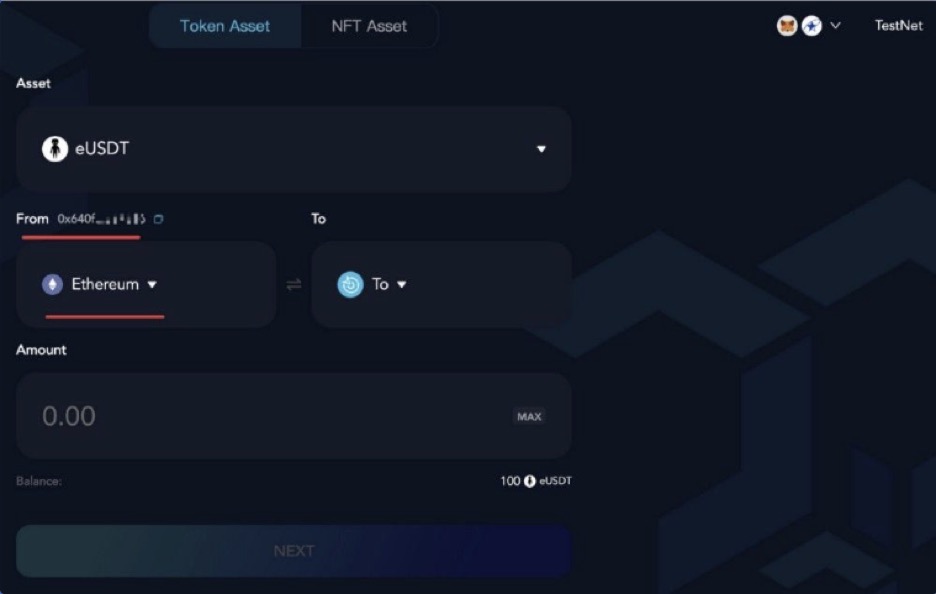 Token Asset NFT Asset TestNet
Asset
eUSDT
From 0x640f To
Ethereum To
Amount
0.00 MAX
Balance: 100 eUSDT
NEXT